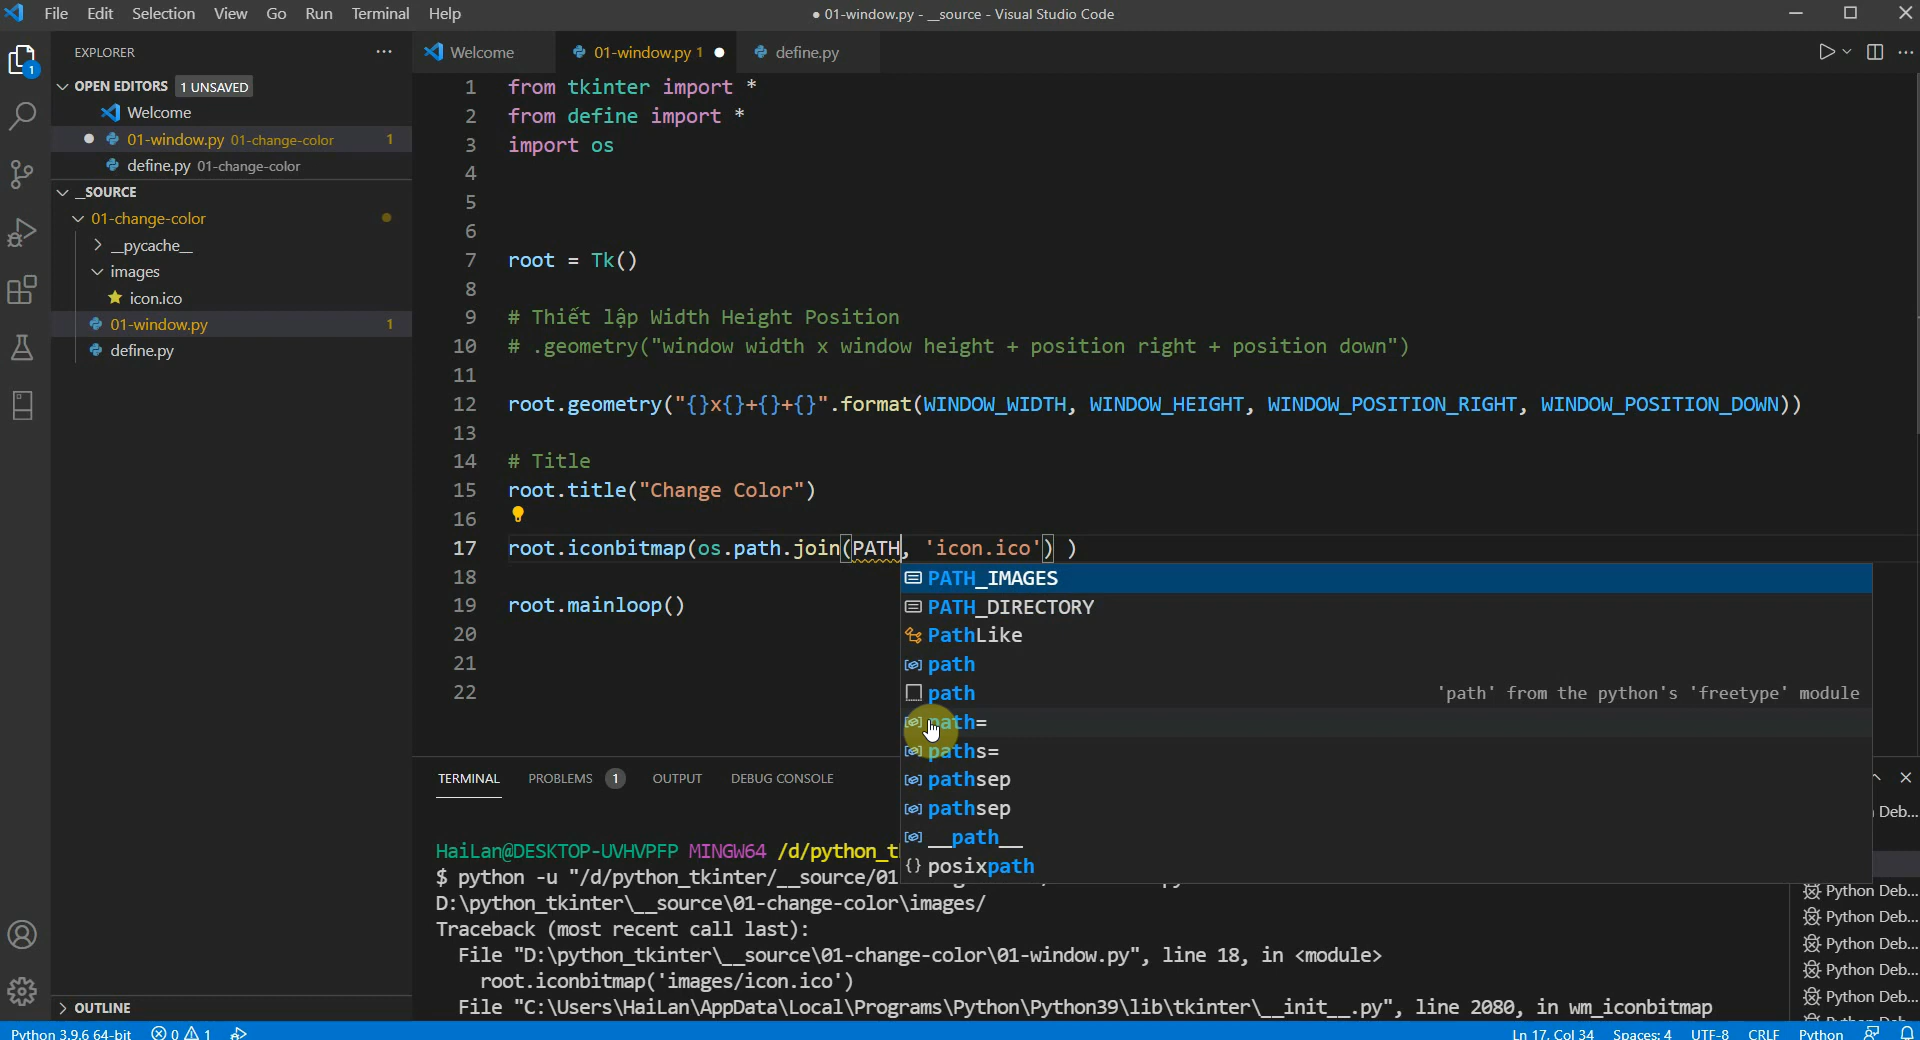 File Edit Selection View Go Run Terminal Help
● 01-window.py - __source - Visual Studio Code
EXPLORER
OPEN EDITORS 1 UNSAVED
Welcome
01-window.py 01-change-color 1
define.py 01-change-color
__SOURCE
01-change-color
__pycache__
images
icon.ico
01-window.py 1
define.py
OUTLINE
Welcome 01-window.py 1 define.py
1 from tkinter import *
2 from define import *
3 import os
4
5
6
7 root = Tk()
8
9 # Thiết lập Width Height Position
10 # .geometry("window width x window height + position right + position down")
11
12 root.geometry("{}x{}+{}+{}".format(WINDOW_WIDTH, WINDOW_HEIGHT, WINDOW_POSITION_RIGHT, WINDOW_POSITION_DOWN))
13
14 # Title
15 root.title("Change Color")
16
17 root.iconbitmap(os.path.join(PATH, 'icon.ico') )
18
19 root.mainloop()
20
21
22
PATH_IMAGES
PATH_DIRECTORY
PathLike
path
path 'path' from the python's 'freetype' module
path=
paths=
pathsep
pathsep
__path__
posixpath
TERMINAL PROBLEMS 1 OUTPUT DEBUG CONSOLE
HaiLan@DESKTOP-UVHVPFP MINGW64 /d/python_t
$ python -u "/d/python_tkinter/__source/01
D:\python_tkinter\__source\01-change-color\images/
Traceback (most recent call last):
File "D:\python_tkinter\__source\01-change-color\01-window.py", line 18, in <module>
root.iconbitmap('images/icon.ico')
File "C:\Users\HaiLan\AppData\Local\Programs\Python\Python39\lib\tkinter\__init__.py", line 2080, in wm_iconbitmap
Deb...
Python Deb...
Python Deb...
Python Deb...
Python Deb...
Python Deb...
Python 3.9.6 64-bit 0 1
Ln 17, Col 34 Spaces: 4 UTF-8 CRLF Python